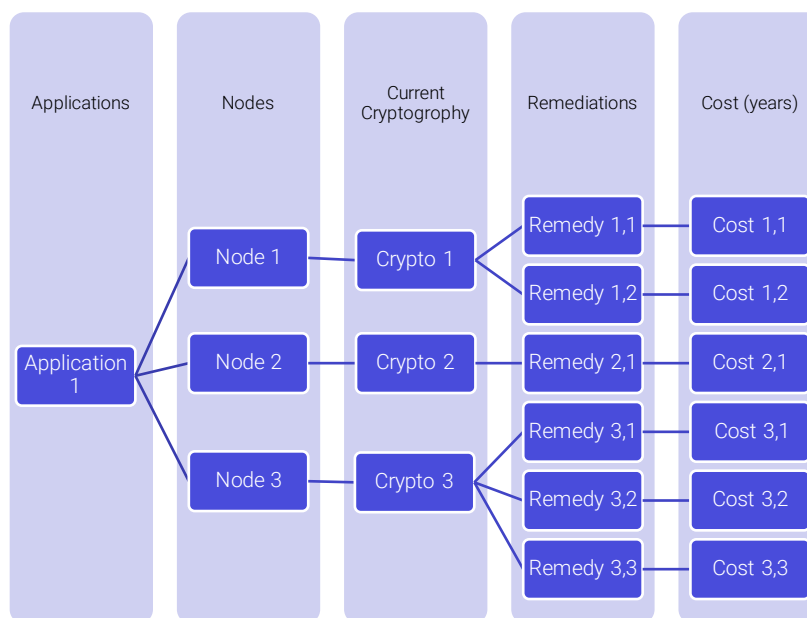 Applications
Nodes
Current
Cryptography
Remediations
Cost (years)
Application
1
Node 1
Node 2
Node 3
Crypto 1
Crypto 2
Crypto 3
Remedy 1,1
Remedy 1,2
Remedy 2,1
Remedy 3,1
Remedy 3,2
Remedy 3,3
Cost 1,1
Cost 1,2
Cost 2,1
Cost 3,1
Cost 3,2
Cost 3,3